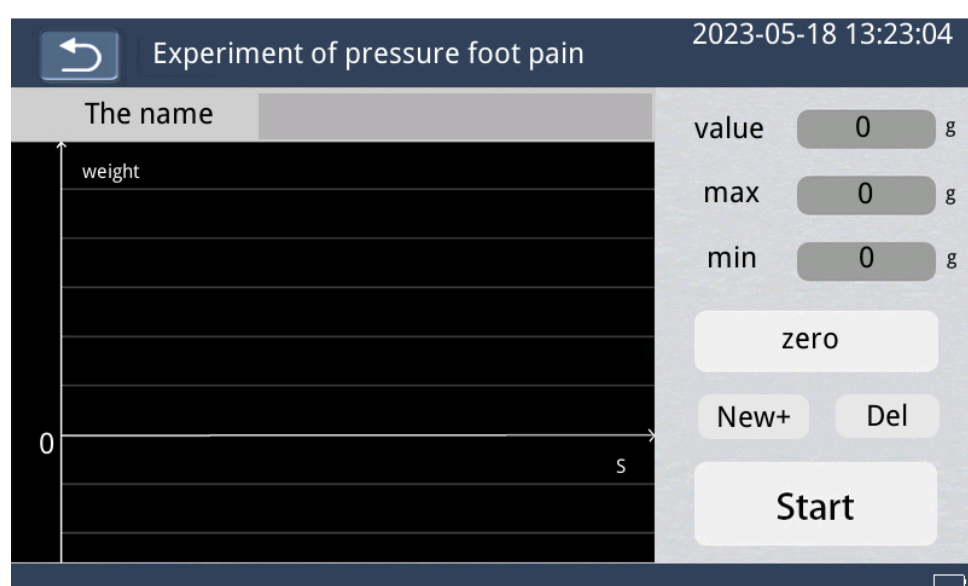 Experiment of pressure foot pain
2023-05-18 13:23:04
The name
weight
0
S
value 0 g
max 0 g
min 0 g
zero
New+ Del
Start